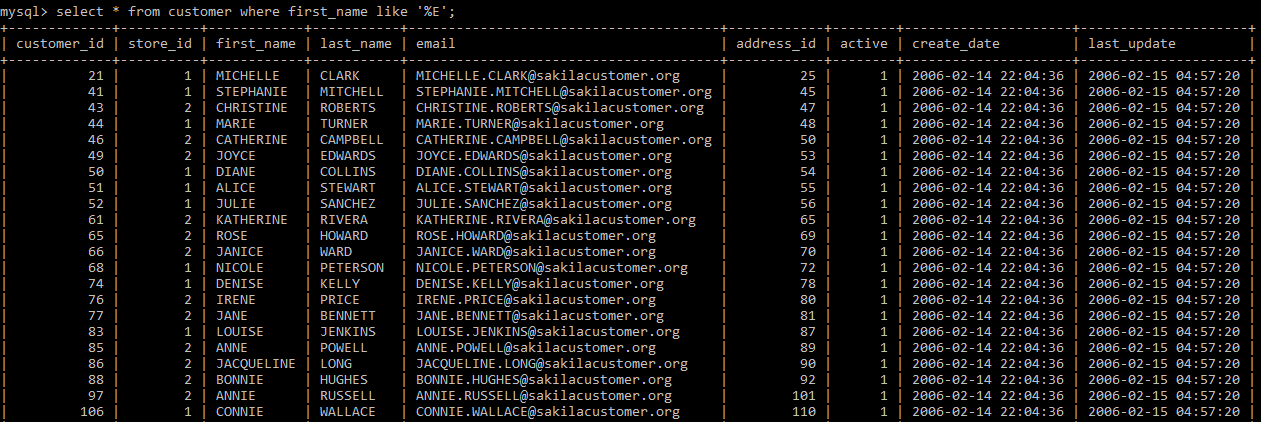 mysql> select * from customer where first_name like '%E';
+-------------+----------+------------+-----------+------------------------------------------+------------+--------+---------------------+---------------------+
| customer_id | store_id | first_name | last_name | email | address_id | active | create_date | last_update |
+-------------+----------+------------+-----------+------------------------------------------+------------+--------+---------------------+---------------------+
| 21 | 1 | MICHELLE | CLARK | MICHELLE.CLARK@sakilacustomer.org | 25 | 1 | 2006-02-14 22:04:36 | 2006-02-15 04:57:20 |
| 41 | 1 | STEPHANIE | MITCHELL | STEPHANIE.MITCHELL@sakilacustomer.org | 45 | 1 | 2006-02-14 22:04:36 | 2006-02-15 04:57:20 |
| 43 | 2 | CHRISTINE | ROBERTS | CHRISTINE.ROBERTS@sakilacustomer.org | 47 | 1 | 2006-02-14 22:04:36 | 2006-02-15 04:57:20 |
| 44 | 1 | MARIE | TURNER | MARIE.TURNER@sakilacustomer.org | 48 | 1 | 2006-02-14 22:04:36 | 2006-02-15 04:57:20 |
| 46 | 2 | CATHERINE | CAMPBELL | CATHERINE.CAMPBELL@sakilacustomer.org | 50 | 1 | 2006-02-14 22:04:36 | 2006-02-15 04:57:20 |
| 49 | 2 | JOYCE | EDWARDS | JOYCE.EDWARDS@sakilacustomer.org | 53 | 1 | 2006-02-14 22:04:36 | 2006-02-15 04:57:20 |
| 50 | 1 | DIANE | COLLINS | DIANE.COLLINS@sakilacustomer.org | 54 | 1 | 2006-02-14 22:04:36 | 2006-02-15 04:57:20 |
| 51 | 1 | ALICE | STEWART | ALICE.STEWART@sakilacustomer.org | 55 | 1 | 2006-02-14 22:04:36 | 2006-02-15 04:57:20 |
| 52 | 1 | JULIE | SANCHEZ | JULIE.SANCHEZ@sakilacustomer.org | 56 | 1 | 2006-02-14 22:04:36 | 2006-02-15 04:57:20 |
| 61 | 2 | KATHERINE | RIVERA | KATHERINE.RIVERA@sakilacustomer.org | 65 | 1 | 2006-02-14 22:04:36 | 2006-02-15 04:57:20 |
| 65 | 2 | ROSE | HOWARD | ROSE.HOWARD@sakilacustomer.org | 69 | 1 | 2006-02-14 22:04:36 | 2006-02-15 04:57:20 |
| 66 | 2 | JANICE | WARD | JANICE.WARD@sakilacustomer.org | 70 | 1 | 2006-02-14 22:04:36 | 2006-02-15 04:57:20 |
| 68 | 1 | NICOLE | PETERSON | NICOLE.PETERSON@sakilacustomer.org | 72 | 1 | 2006-02-14 22:04:36 | 2006-02-15 04:57:20 |
| 74 | 1 | DENISE | KELLY | DENISE.KELLY@sakilacustomer.org | 78 | 1 | 2006-02-14 22:04:36 | 2006-02-15 04:57:20 |
| 76 | 2 | IRENE | PRICE | IRENE.PRICE@sakilacustomer.org | 80 | 1 | 2006-02-14 22:04:36 | 2006-02-15 04:57:20 |
| 77 | 2 | JANE | BENNETT | JANE.BENNETT@sakilacustomer.org | 81 | 1 | 2006-02-14 22:04:36 | 2006-02-15 04:57:20 |
| 83 | 1 | LOUISE | JENKINS | LOUISE.JENKINS@sakilacustomer.org | 87 | 1 | 2006-02-14 22:04:36 | 2006-02-15 04:57:20 |
| 85 | 2 | ANNE | POWELL | ANNE.POWELL@sakilacustomer.org | 89 | 1 | 2006-02-14 22:04:36 | 2006-02-15 04:57:20 |
| 86 | 2 | JACQUELINE | LONG | JACQUELINE.LONG@sakilacustomer.org | 90 | 1 | 2006-02-14 22:04:36 | 2006-02-15 04:57:20 |
| 88 | 2 | BONNIE | HUGHES | BONNIE.HUGHES@sakilacustomer.org | 92 | 1 | 2006-02-14 22:04:36 | 2006-02-15 04:57:20 |
| 97 | 2 | ANNIE | RUSSELL | ANNIE.RUSSELL@sakilacustomer.org | 101 | 1 | 2006-02-14 22:04:36 | 2006-02-15 04:57:20 |
| 106 | 1 | CONNIE | WALLACE | CONNIE.WALLACE@sakilacustomer.org | 110 | 1 | 2006-02-14 22:04:36 | 2006-02-15 04:57:20 |